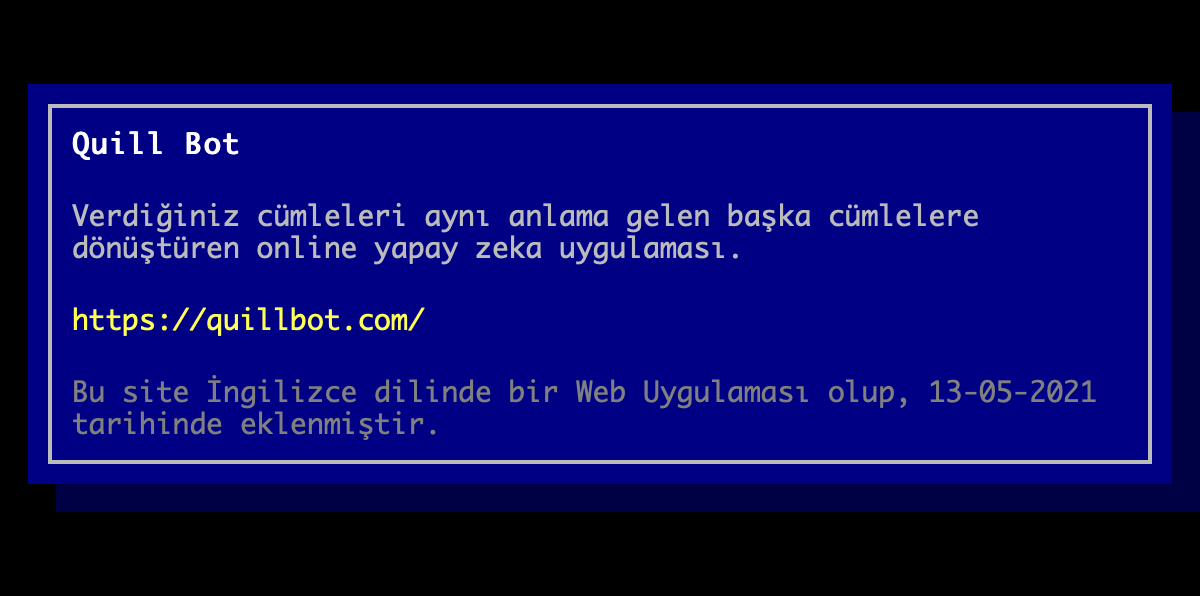 Quill Bot
Verdiğiniz cümleleri aynı anlama gelen başka cümlelere
dönüştüren online yapay zeka uygulaması.
https://quillbot.com/
Bu site İngilizce dilinde bir Web Uygulaması olup, 13-05-2021
tarihinde eklenmiştir.